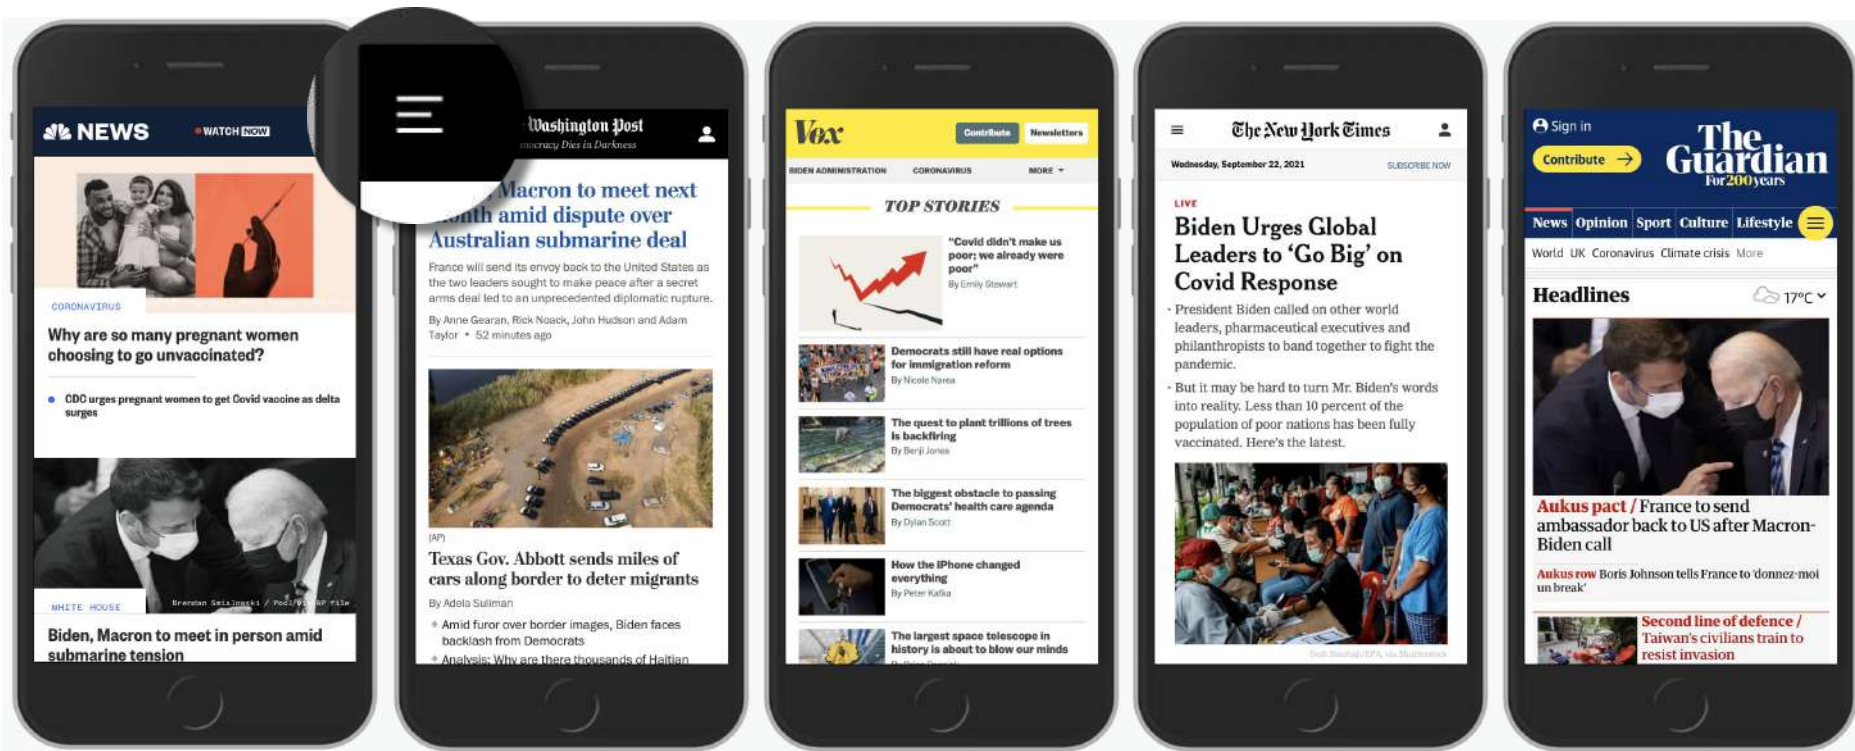 NEWS
WATCH NOW
CORONAVIRUS
Why are so many pregnant women
choosing to go unvaccinated?
CDC urges pregnant women to get Covid vaccine as delta
surges
Brendan Smialowski / Pool via AP file
WHITE HOUSE
Biden, Macron to meet in person amid
submarine tension
Washington Post
Democracy Dies in Darkness
Macron to meet next
month amid dispute over
Australian submarine deal
France will send its envoy back to the United States as
the two leaders sought to make peace after a secret
arms deal led to an unprecedented diplomatic rupture.
By Anne Gearan, Rick Noack, John Hudson and Adam
Taylor • 52 minutes ago
(AP)
Texas Gov. Abbott sends miles of
cars along border to deter migrants
By Adela Suliman
Amid furor over border images, Biden faces
backlash from Democrats
Analysis: Why are there thousands of Haitian
Vox
Contribute
Newsletters
BIDEN ADMINISTRATION CORONAVIRUS MORE
TOP STORIES
"Covid didn't make us
poor; we already were
poor"
By Emily Stewart
Democrats still have real options
for immigration reform
By Nicole Narea
The quest to plant trillions of trees
is backfiring
By Benji Jones
The biggest obstacle to passing
Democrats' health care agenda
By Dylan Scott
How the iPhone changed
everything
By Peter Kafka
The largest space telescope in
history is about to blow our minds
The New York Times
Wednesday, September 22, 2021
SUBSCRIBE NOW
LIVE
Biden Urges Global
Leaders to ‘Go Big’ on
Covid Response
• President Biden called on other world
leaders, pharmaceutical executives and
philanthropists to band together to fight the
pandemic.
• But it may be hard to turn Mr. Biden's words
into reality. Less than 10 percent of the
population of poor nations has been fully
vaccinated. Here's the latest.
Sign in
Contribute →
The
Guardian
For 200 years
News Opinion Sport Culture Lifestyle
World UK Coronavirus Climate crisis More
Headlines
17°C
Aukus pact / France to send
ambassador back to US after Macron-
Biden call
Aukus row Boris Johnson tells France to 'donnez-moi
un break'
Second line of defence /
Taiwan's civilians train to
resist invasion